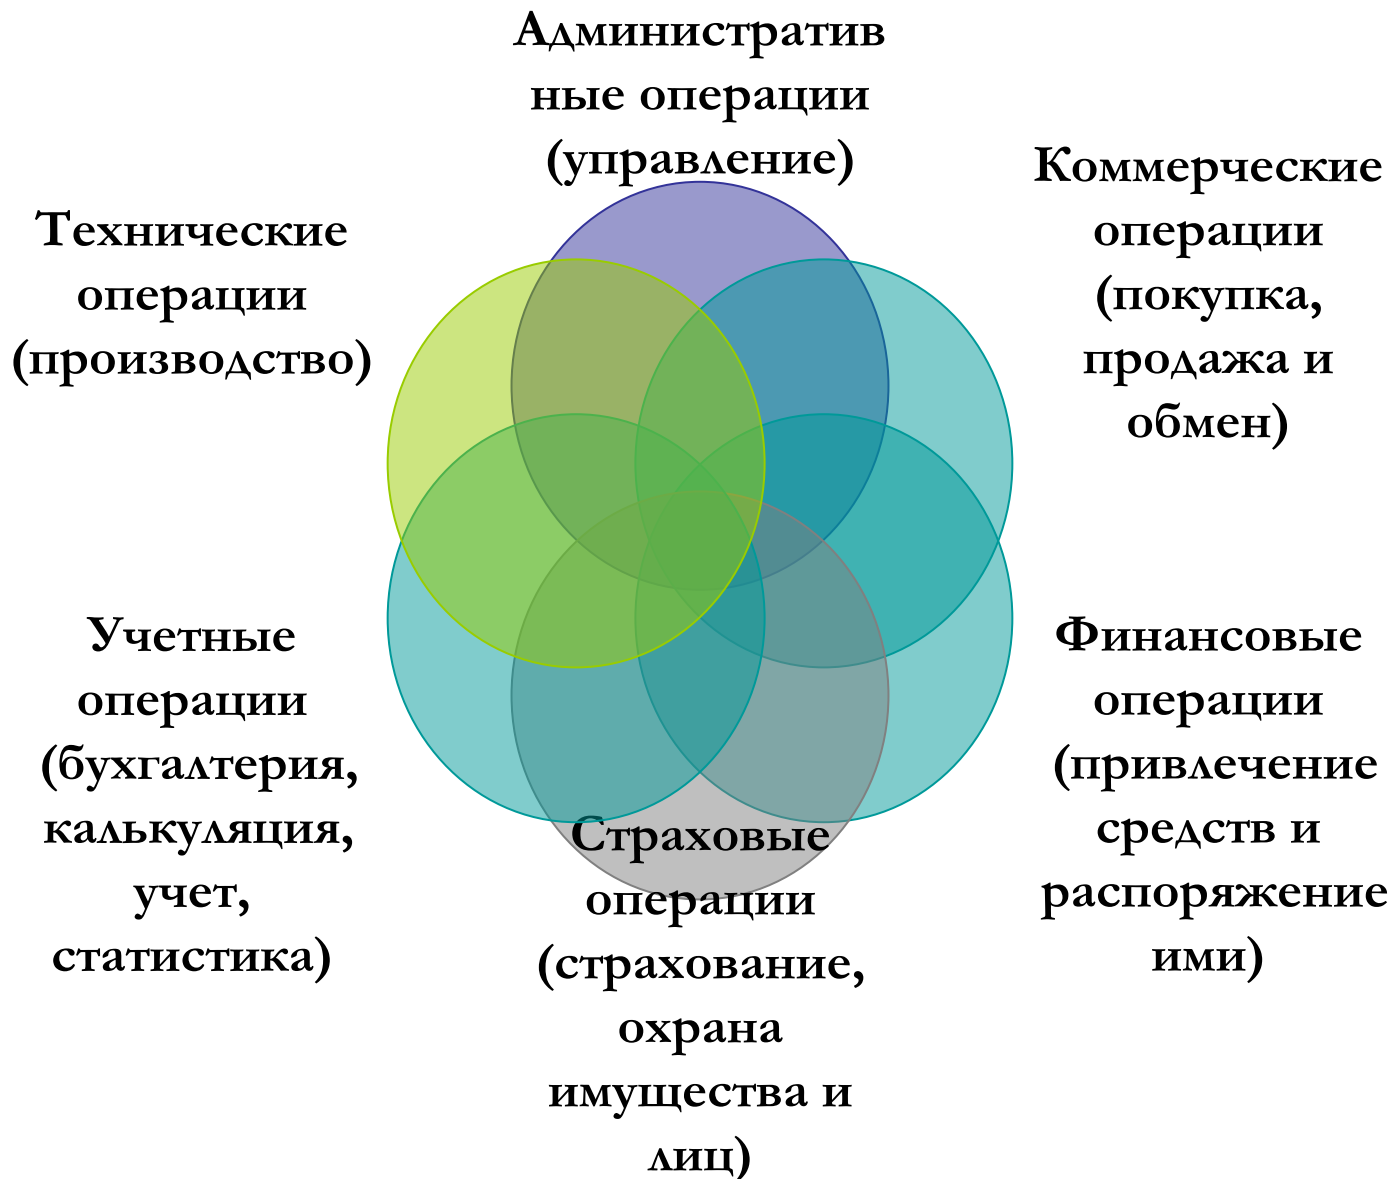 Административ
ные операции
(управление)
Коммерческие
операции
(покупка,
продажа и
обмен)
Финансовые
операции
(привлечение
средств и
распоряжение
ими)
Страховые
операции
(страхование,
охрана
имущества и
лиц)
Учетные
операции
(бухгалтерия,
калькуляция,
учет,
статистика)
Технические
операции
(производство)